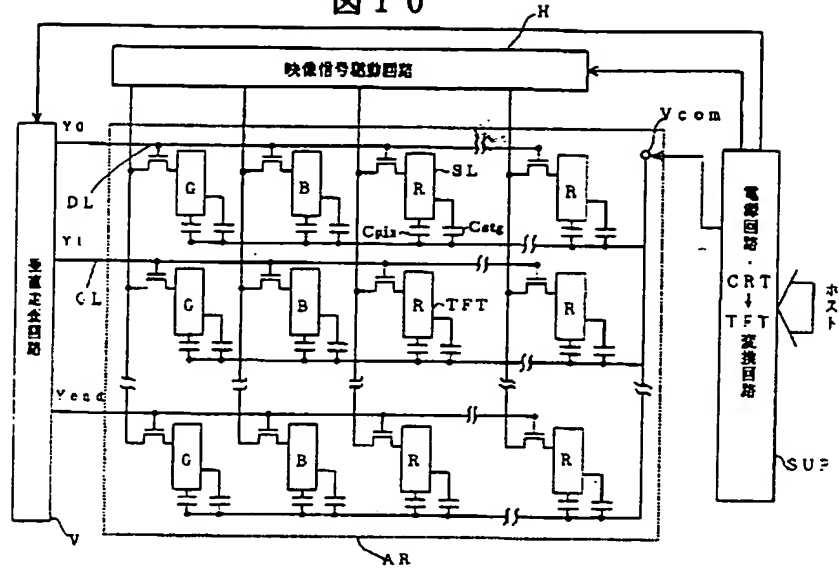 図10
H
映像信号駆動回路
Y0
Vcom
DL
G
B
R
SL
R
Cpix
Cstg
Y1
GL
G
B
R
TFT
R
垂直走査回路
電源回路・
CRT
↓
TFT
変換回路
ホスト
Yend
G
B
R
R
SUP
V
AR